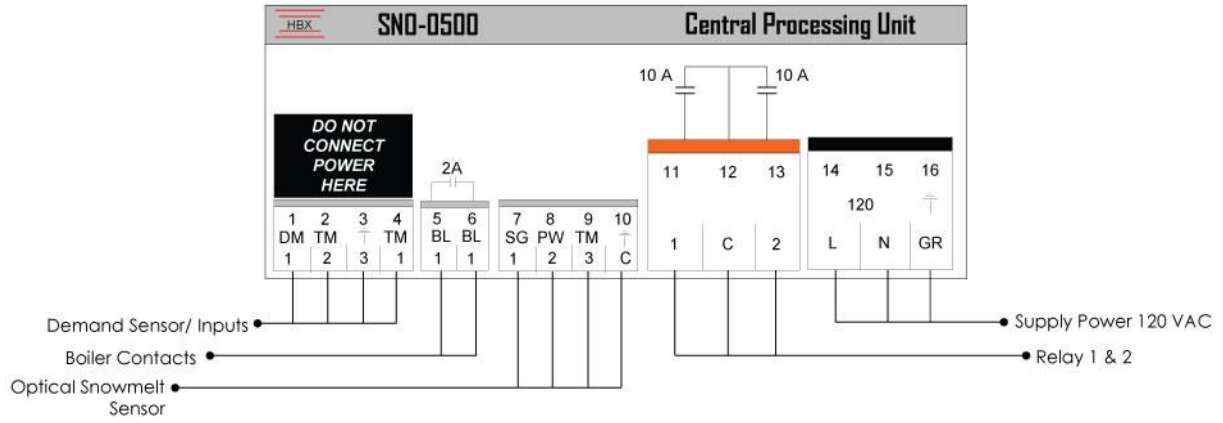 HBX SNO-0500 Central Processing Unit
10 A 10 A
DO NOT
CONNECT
POWER
HERE
2A
1 2 3 4
DM TM TM
1 2 3 1
5 6
BL BL
1 1
7 8 9 10
SG PW TM
1 2 3 C
11 12 13
1 C 2
14 15 16
120
L N GR
Demand Sensor/ Inputs
Boiler Contacts
Optical Snowmelt
Sensor
Supply Power 120 VAC
Relay 1 & 2